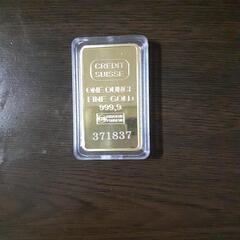 CREDIT
SUISSE
ONE OUNCE
FINE GOLD
999,9
371837